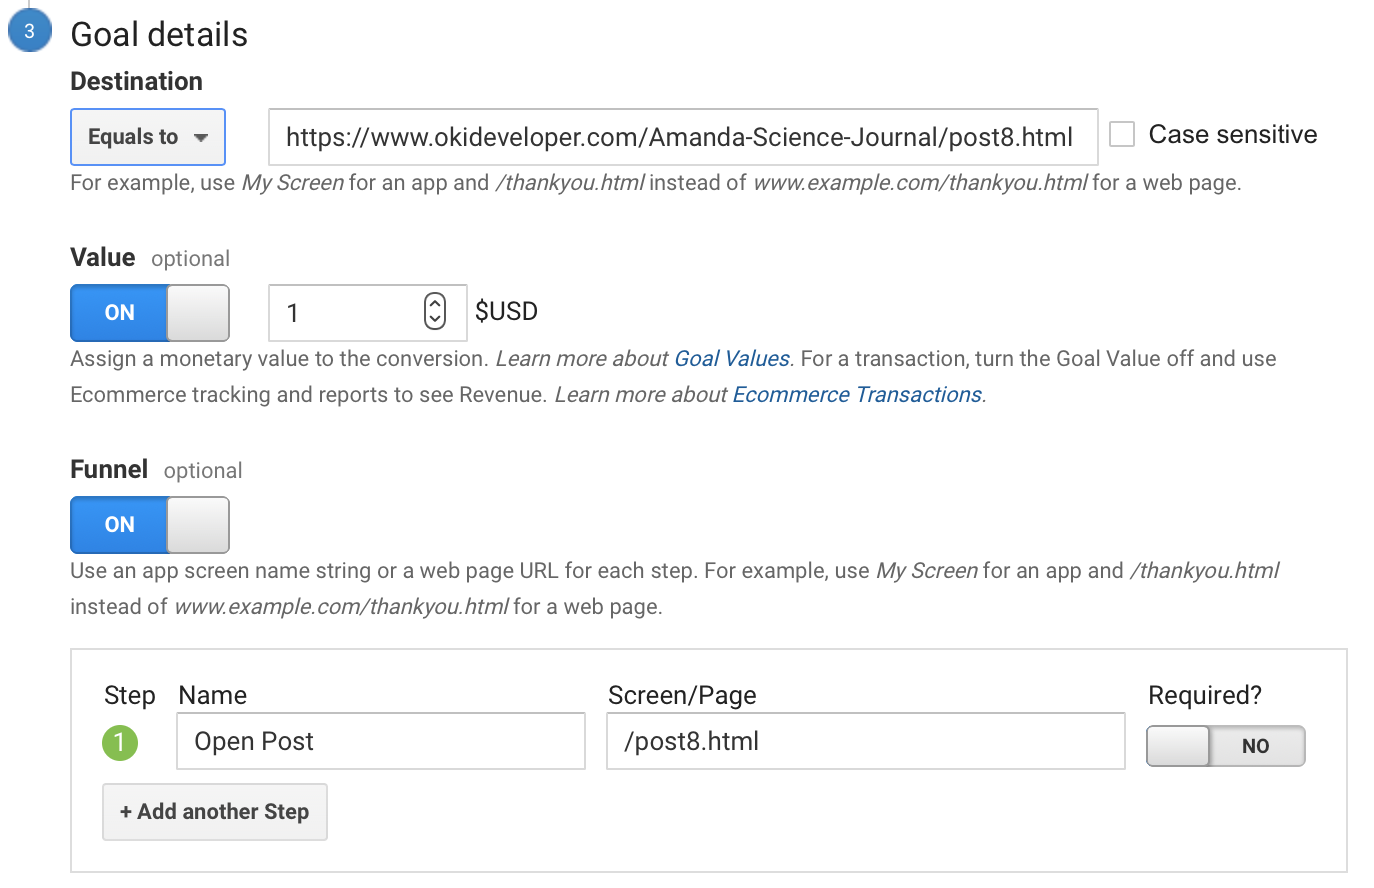 3 Goal details
Destination
Equals to https://www.okideveloper.com/Amanda-Science-Journal/post8.html Case sensitive
For example, use My Screen for an app and /thankyou.html instead of www.example.com/thankyou.html for a web page.
Value optional
ON 1 $USD
Assign a monetary value to the conversion. Learn more about Goal Values. For a transaction, turn the Goal Value off and use
Ecommerce tracking and reports to see Revenue. Learn more about Ecommerce Transactions.
Funnel optional
ON
Use an app screen name string or a web page URL for each step. For example, use My Screen for an app and /thankyou.html
instead of www.example.com/thankyou.html for a web page.
Step Name Screen/Page Required?
1 Open Post /post8.html NO
+ Add another Step